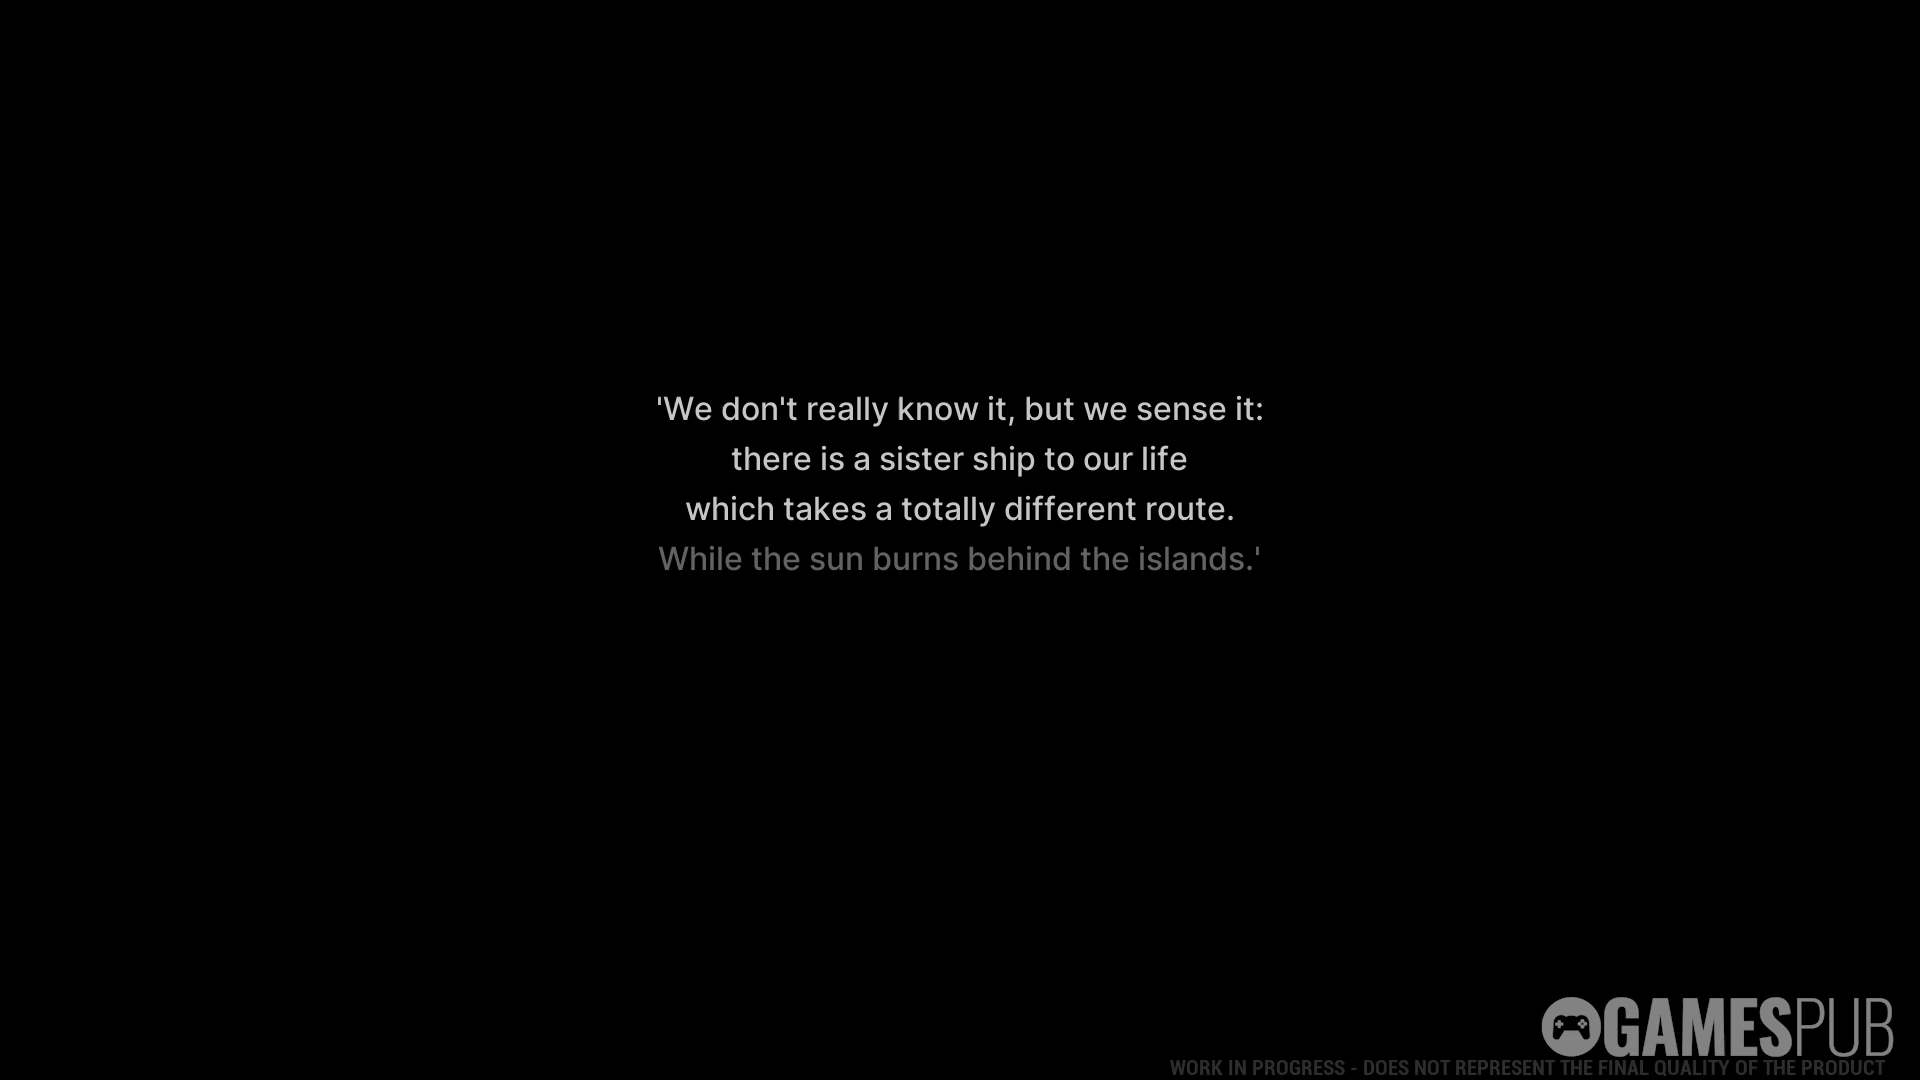 'We don't really know it, but we sense it:
there is a sister ship to our life
which takes a totally different route.
While the sun burns behind the islands.'
GAMESPUB
WORK IN PROGRESS - DOES NOT REPRESENT THE FINAL QUALITY OF THE PRODUCT